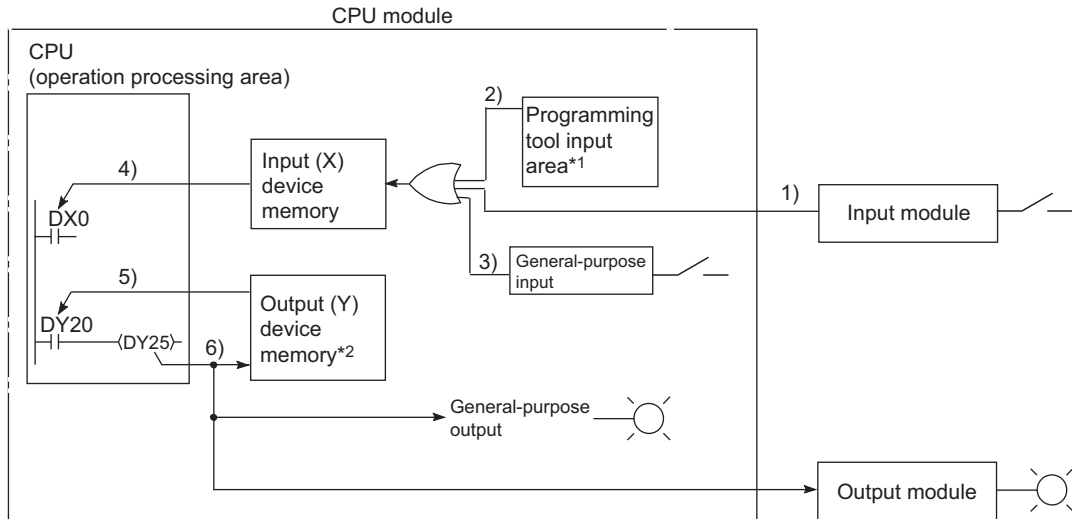 CPU module
CPU
(operation processing area)
2)
Programming
tool input
area*1
4)
Input (X)
device
memory
1)
Input module
DX0
3)
General-purpose
input
5)
Output (Y)
device
memory*2
DY20
DY25
6)
General-purpose
output
Output module